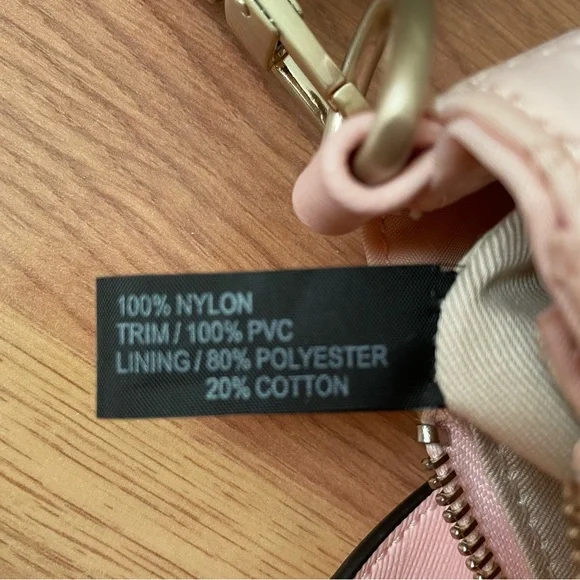 100% NYLON
TRIM / 100% PVC
LINING / 80% POLYESTER
20% COTTON